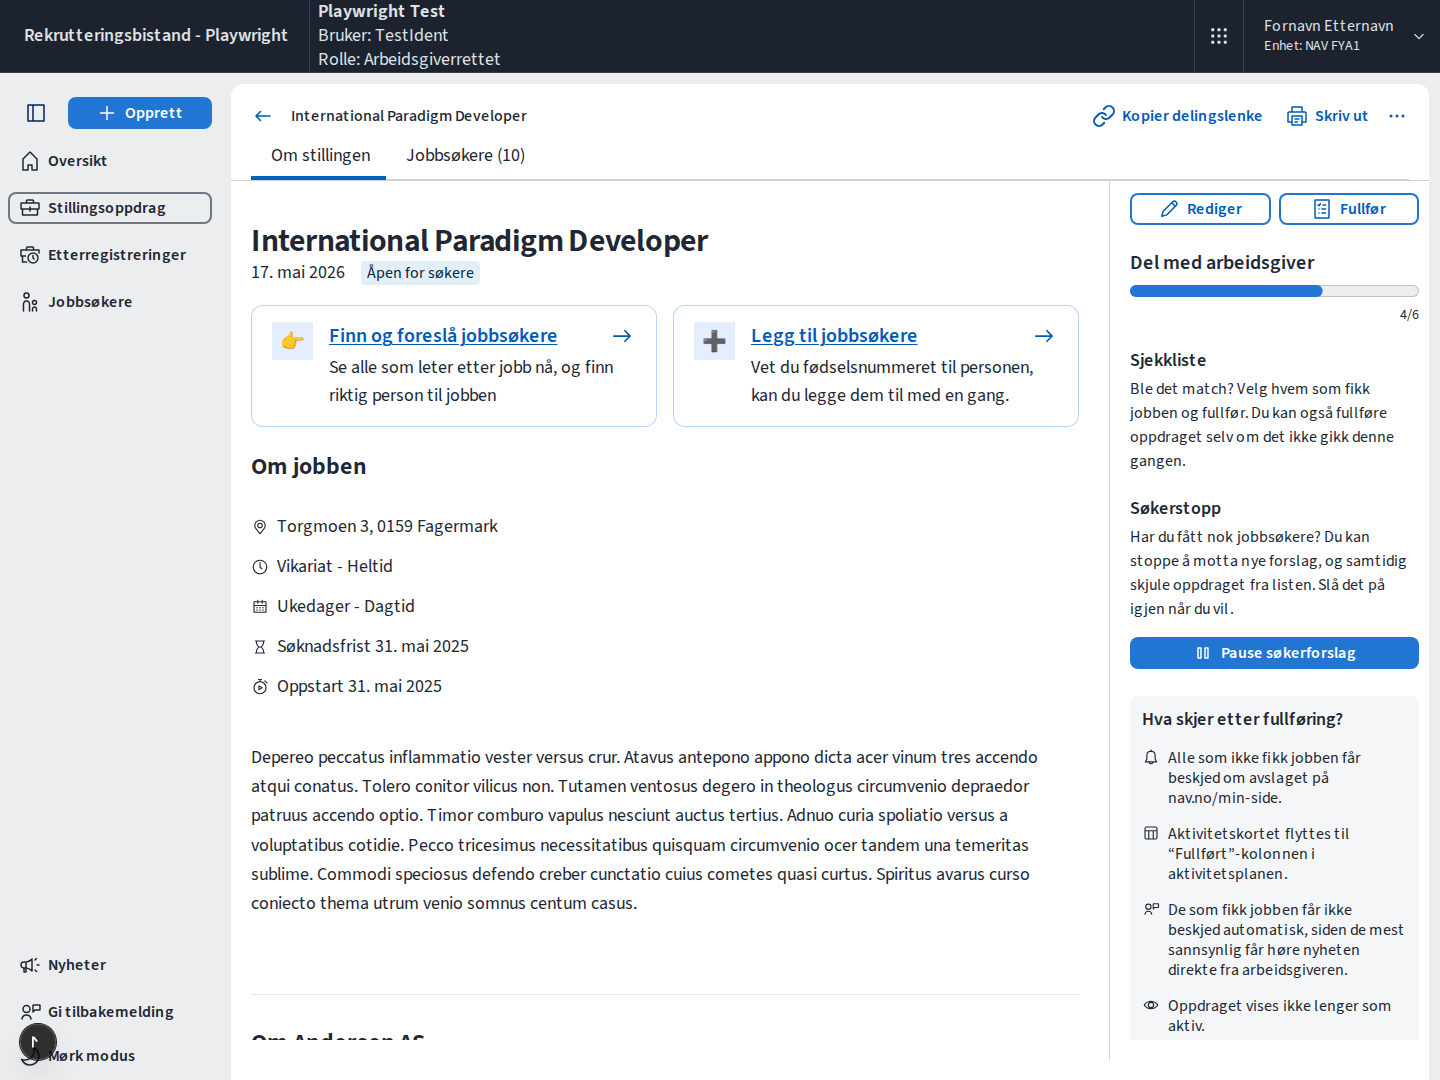 Rekrutteringsbistand - Playwright
Playwright Test
Bruker: TestIdent
Rolle: Arbeidsgiverrettet
Fornavn Etternavn
Enhet: NAV FYA1
Opprett
Oversikt
Stillingsoppdrag
Etterregistreringer
Jobbsøkere
Nyheter
Gi tilbakemelding
Mørk modus
International Paradigm Developer
Kopier delingslenke
Skriv ut
Om stillingen
Jobbsøkere (10)
International Paradigm Developer
17. mai 2026
Åpen for søkere
Finn og foreslå jobbsøkere
Se alle som leter etter jobb nå, og finn
riktig person til jobben
Legg til jobbsøkere
Vet du fødselsnummeret til personen,
kan du legge dem til med en gang.
Om jobben
Torgmoen 3, 0159 Fagermark
Vikariat - Heltid
Ukedager - Dagtid
Søknadsfrist 31. mai 2025
Oppstart 31. mai 2025
Depereo peccatus inflammatio vester versus crur. Atavus antepono appono dicta acer vinum tres accendo
atqui conatus. Tolero conitor vilicus non. Tutamen ventosus degero in theologus circumvenio depraedor
patruus accendo optio. Timor comburo vapulus nesciunt auctus tertius. Adnuo curia spoliatio versus a
voluptatibus cotidie. Pecco tricesimus necessitatibus quisquam circumvenio ocer tandem una temeritas
sublime. Commodi speciosus defendo creber cunctatio cuius cometes quasi curtus. Spiritus avarus curso
coniecto thema utrum venio somnus centum casus.
Om Andersen AS
Rediger
Fullfør
Del med arbeidsgiver
4/6
Sjekkliste
Ble det match? Velg hvem som fikk
jobben og fullfør. Du kan også fullføre
oppdraget selv om det ikke gikk denne
gangen.
Søkerstopp
Har du fått nok jobbsøkere? Du kan
stoppe å motta nye forslag, og samtidig
skjule oppdraget fra listen. Slå det på
igjen når du vil.
Pause søkerforslag
Hva skjer etter fullføring?
Alle som ikke fikk jobben får
beskjed om avslaget på
nav.no/min-side.
Aktivitetskortet flyttes til
“Fullført”-kolonnen i
aktivitetsplanen.
De som fikk jobben får ikke
beskjed automatisk, siden de mest
sannsynlig får høre nyheten
direkte fra arbeidsgiveren.
Oppdraget vises ikke lenger som
aktiv.